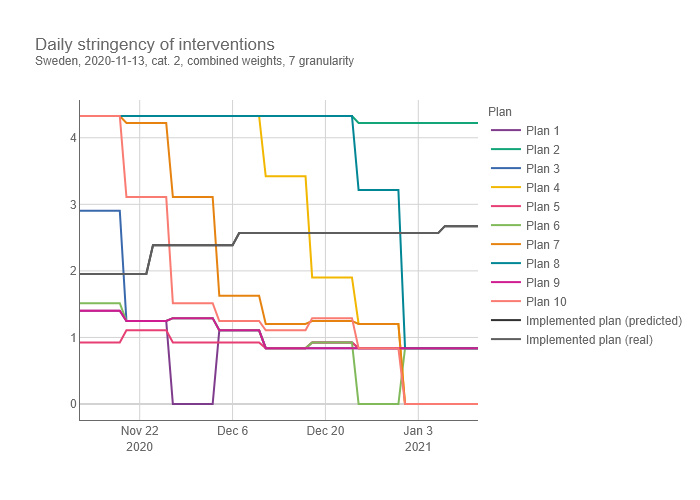 Daily stringency of interventions
Sweden, 2020-11-13, cat. 2, combined weights, 7 granularity
Plan
Plan 1
Plan 2
Plan 3
Plan 4
Plan 5
Plan 6
Plan 7
Plan 8
Plan 9
Plan 10
Implemented plan (predicted)
Implemented plan (real)
4
3
2
1
0
Nov 22 Dec 6 Dec 20 Jan 3
2020 2021